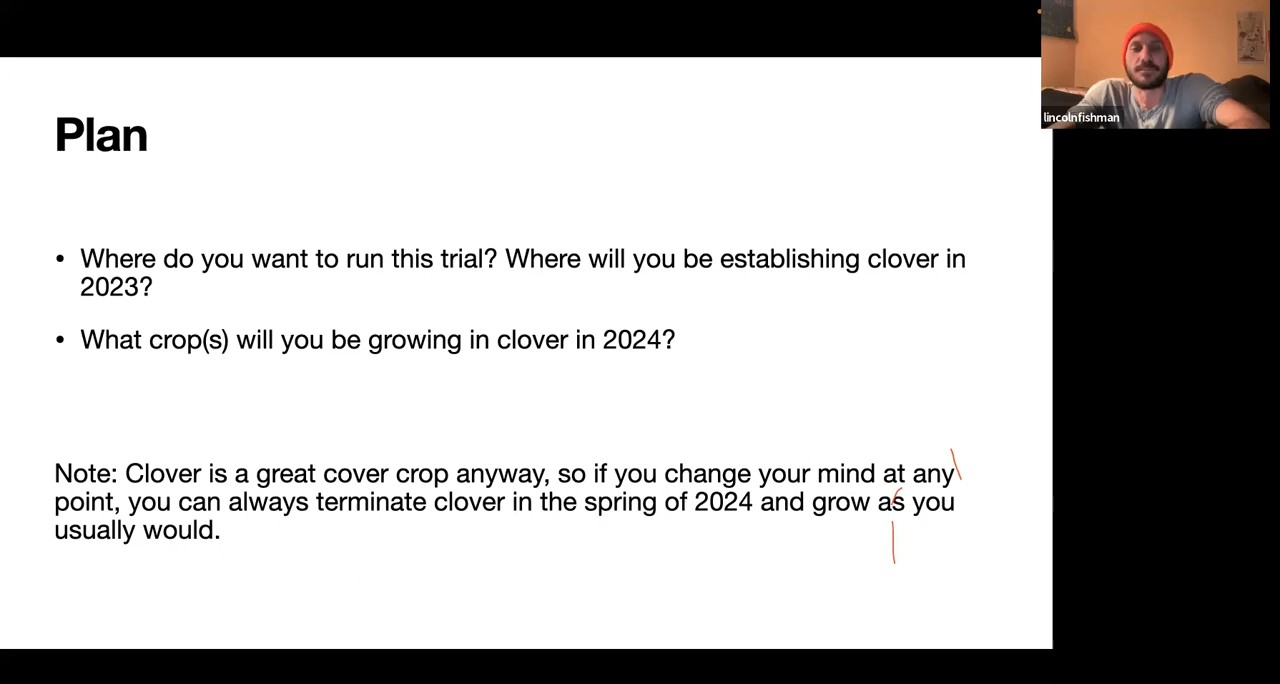 Plan
• Where do you want to run this trial? Where will you be establishing clover in
2023?
• What crop(s) will you be growing in clover in 2024?
Note: Clover is a great cover crop anyway, so if you change your mind at any
point, you can always terminate clover in the spring of 2024 and grow as you
usually would.
lincolnfishman